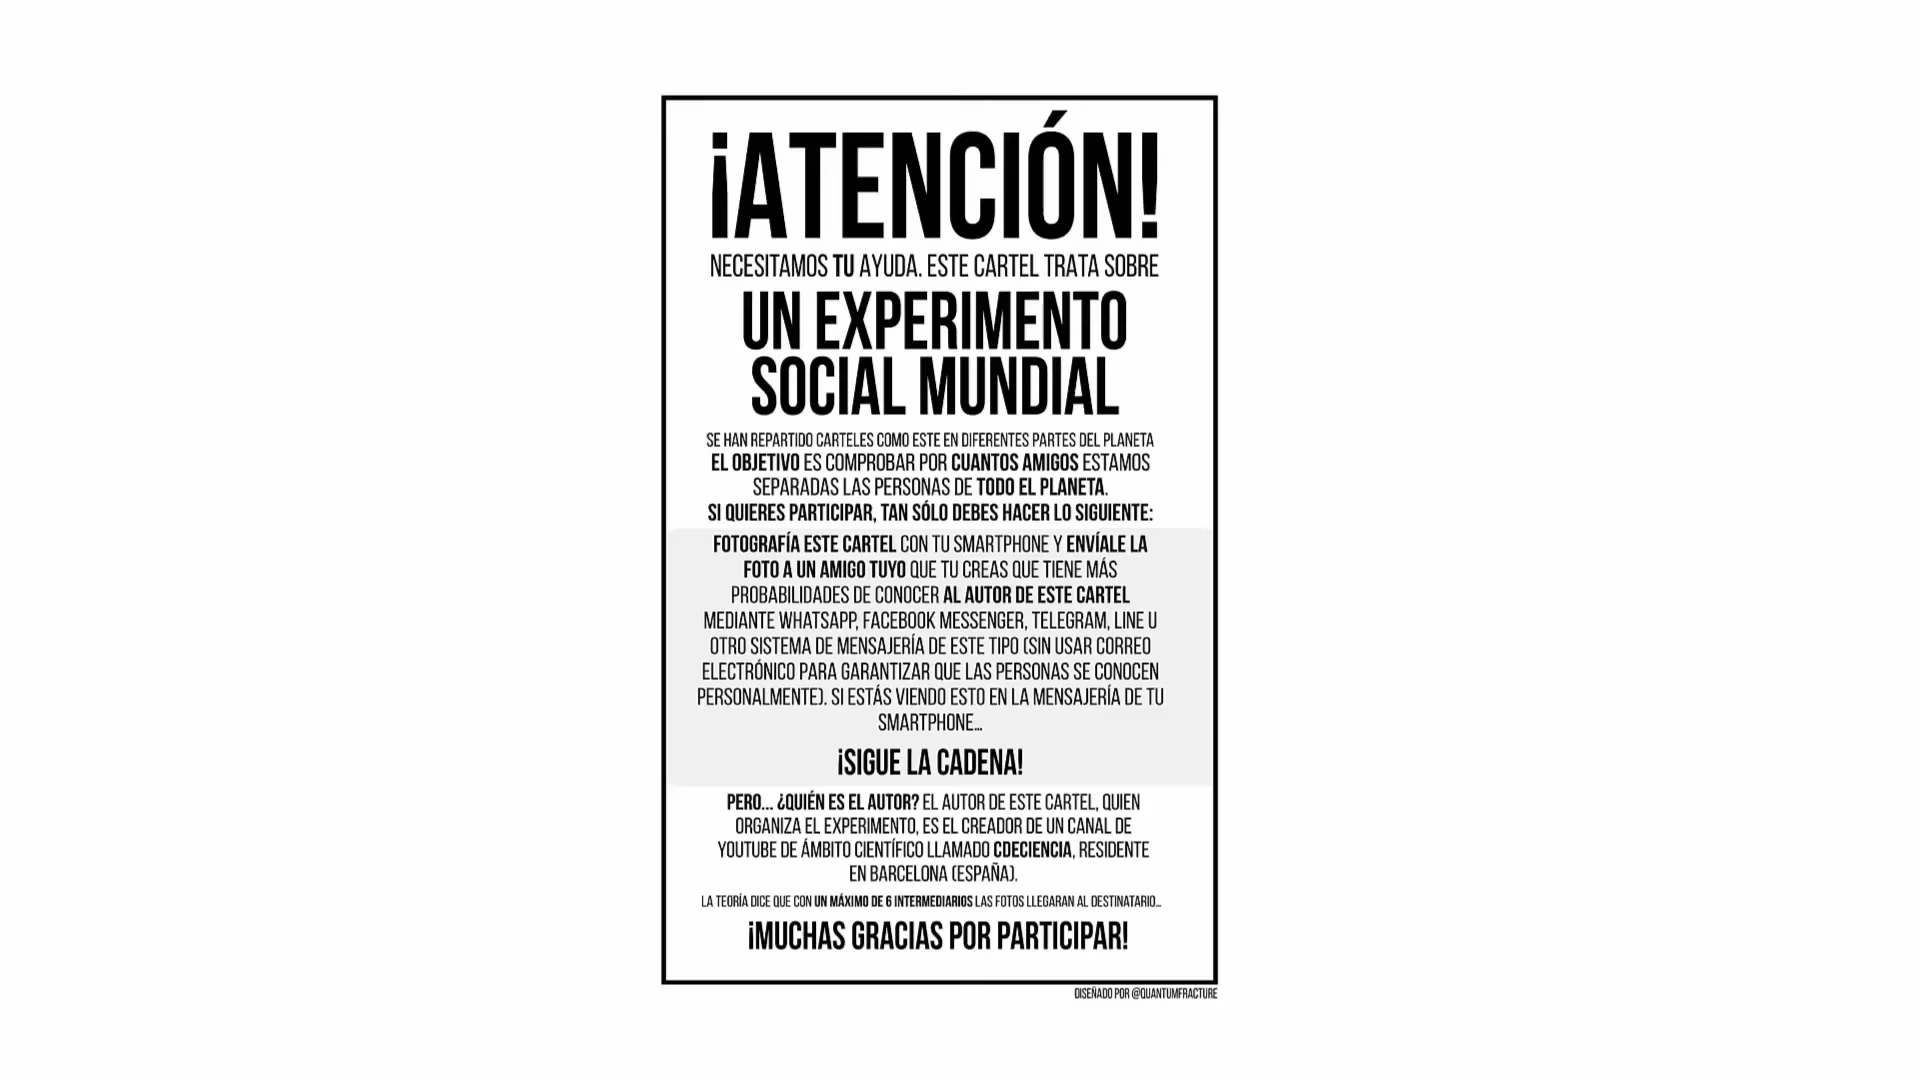 ¡ATENCIÓN!
NECESITAMOS TU AYUDA. ESTE CARTEL TRATA SOBRE
UN EXPERIMENTO
SOCIAL MUNDIAL
SE HAN REPARTIDO CARTELES COMO ESTE EN DIFERENTES PARTES DEL PLANETA
EL OBJETIVO ES COMPROBAR POR CUANTOS AMIGOS ESTAMOS
SEPARADAS LAS PERSONAS DE TODO EL PLANETA.
SI QUIERES PARTICIPAR, TAN SÓLO DEBES HACER LO SIGUIENTE:
FOTOGRAFÍA ESTE CARTEL CON TU SMARTPHONE Y ENVÍALE LA
FOTO A UN AMIGO TUYO QUE TU CREAS QUE TIENE MÁS
PROBABILIDADES DE CONOCER AL AUTOR DE ESTE CARTEL
MEDIANTE WHATSAPP, FACEBOOK MESSENGER, TELEGRAM, LINE U
OTRO SISTEMA DE MENSAJERÍA DE ESTE TIPO (SIN USAR CORREO
ELECTRÓNICO PARA GARANTIZAR QUE LAS PERSONAS SE CONOCEN
PERSONALMENTE). SI ESTÁS VIENDO ESTO EN LA MENSAJERÍA DE TU
SMARTPHONE...
¡SIGUE LA CADENA!
PERO... ¿QUIÉN ES EL AUTOR? EL AUTOR DE ESTE CARTEL, QUIEN
ORGANIZA EL EXPERIMENTO, ES EL CREADOR DE UN CANAL DE
YOUTUBE DE ÁMBITO CIENTÍFICO LLAMADO CDECIENCIA, RESIDENTE
EN BARCELONA (ESPAÑA).
LA TEORÍA DICE QUE CON UN MÁXIMO DE 6 INTERMEDIARIOS LAS FOTOS LLEGARAN AL DESTINATARIO...
¡MUCHAS GRACIAS POR PARTICIPAR!
DISEÑADO POR @QUANTUMFRACTURE